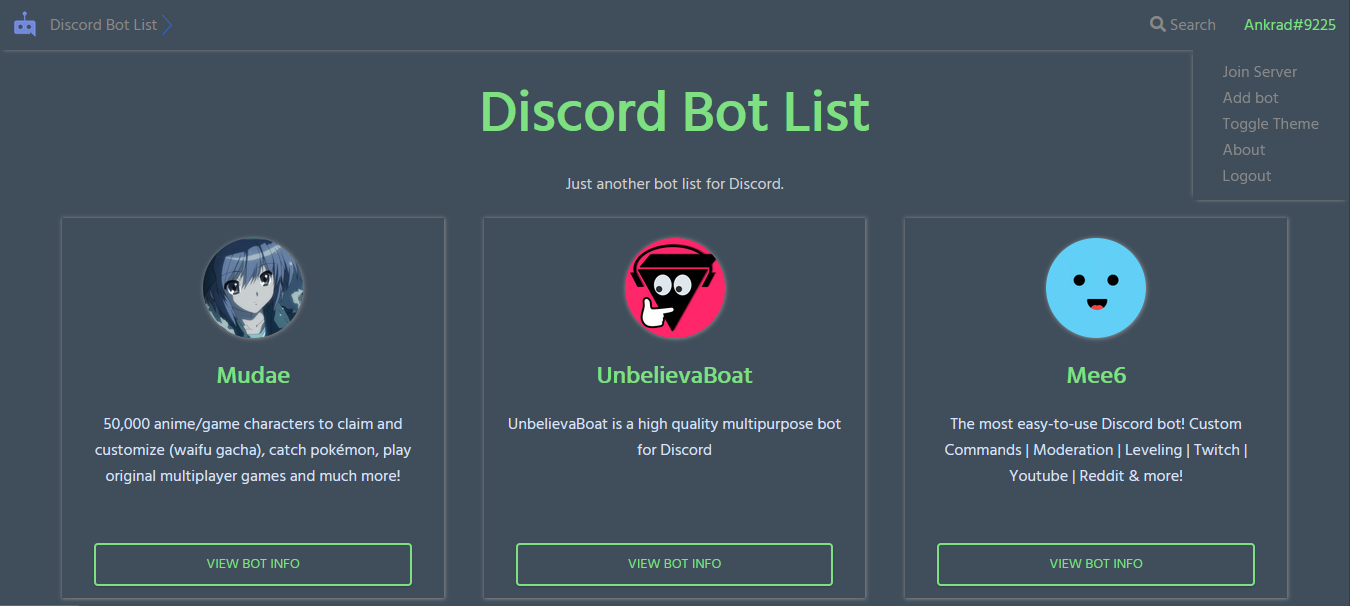 Discord Bot List
Search
Ankrad#9225
Join Server
Add bot
Toggle Theme
About
Logout
Discord Bot List
Just another bot list for Discord.
Mudae
50,000 anime/game characters to claim and
customize (waifu gacha), catch pokémon, play
original multiplayer games and much more!
VIEW BOT INFO
UnbelievaBoat
UnbelievaBoat is a high quality multipurpose bot
for Discord
VIEW BOT INFO
Mee6
The most easy-to-use Discord bot! Custom
Commands | Moderation | Leveling | Twitch |
Youtube | Reddit & more!
VIEW BOT INFO